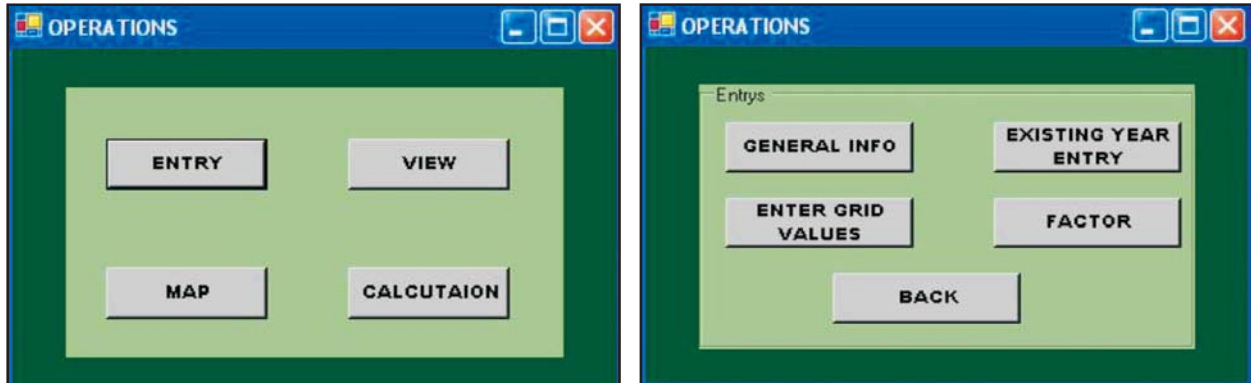 OPERATIONS
ENTRY
VIEW
MAP
CALCUTAION
OPERATIONS
Entrys
GENERAL INFO
EXISTING YEAR
ENTRY
ENTER GRID
VALUES
FACTOR
BACK